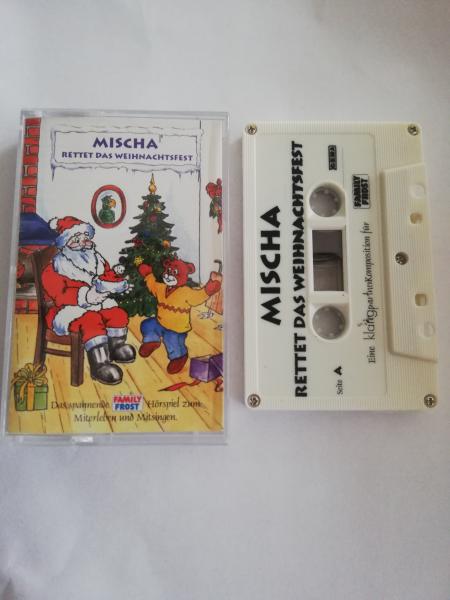 MISCHA
RETTET DAS WEIHNACHTSFEST
Das spannende FAMILY FROST Hörspiel zum
Miterleben und Mitsingen.
MISCHA
RETTET DAS WEIHNACHTSFEST
Seite A
Eine klangpartnerKomposition für
FAMILY FROST
GEMA